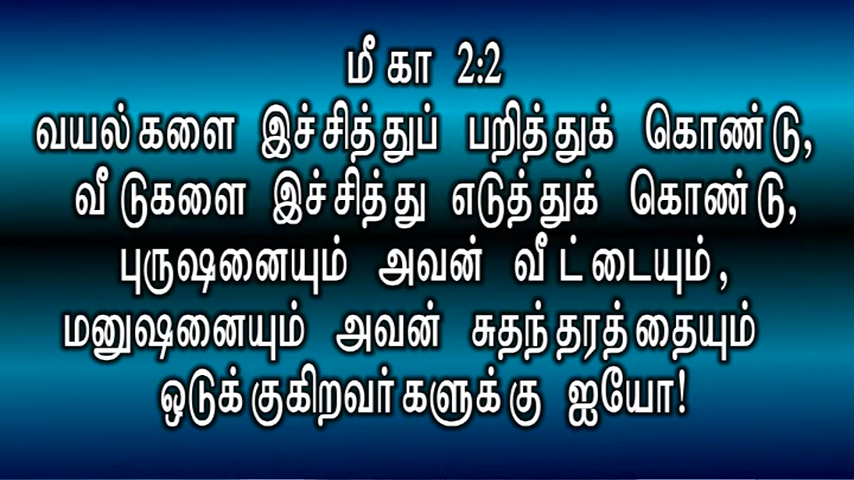 மீகா 2:2
வயல்களை இச்சித்துப் பறித்துக் கொண்டு,
வீடுகளை இச்சித்து எடுத்துக் கொண்டு,
புருஷனையும் அவன் வீட்டையும்,
மனுஷனையும் அவன் சுதந்தரத்தையும்
ஒடுக்குகிறவர்களுக்கு ஐயோ!